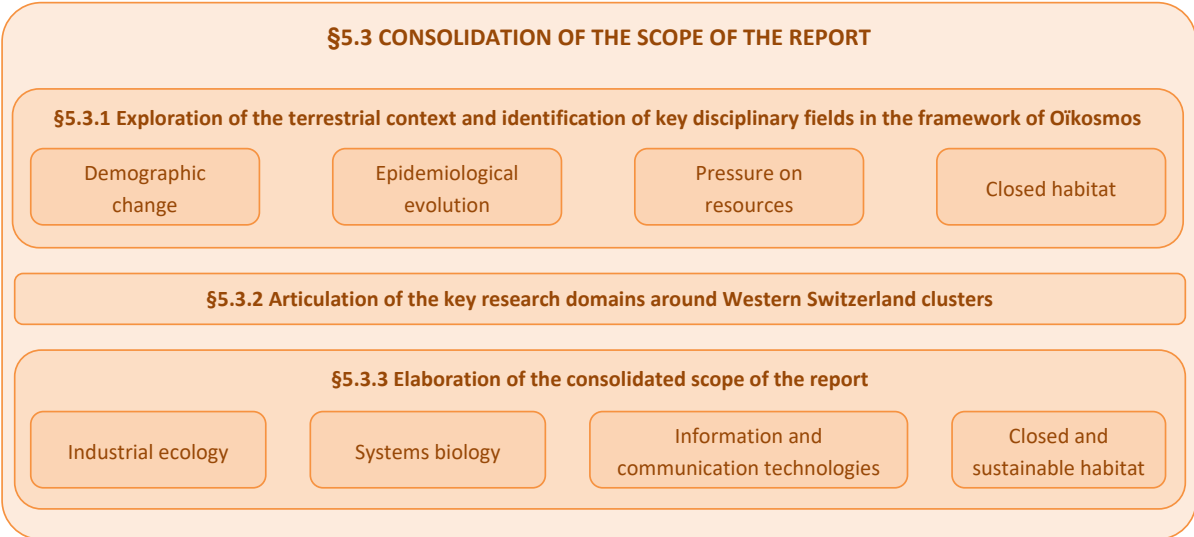 §5.3 CONSOLIDATION OF THE SCOPE OF THE REPORT
§5.3.1 Exploration of the terrestrial context and identification of key disciplinary fields in the framework of Oïkosmos
Demographic
change
Epidemiological
evolution
Pressure on
resources
Closed habitat
§5.3.2 Articulation of the key research domains around Western Switzerland clusters
§5.3.3 Elaboration of the consolidated scope of the report
Industrial ecology
Systems biology
Information and
communication technologies
Closed and
sustainable habitat